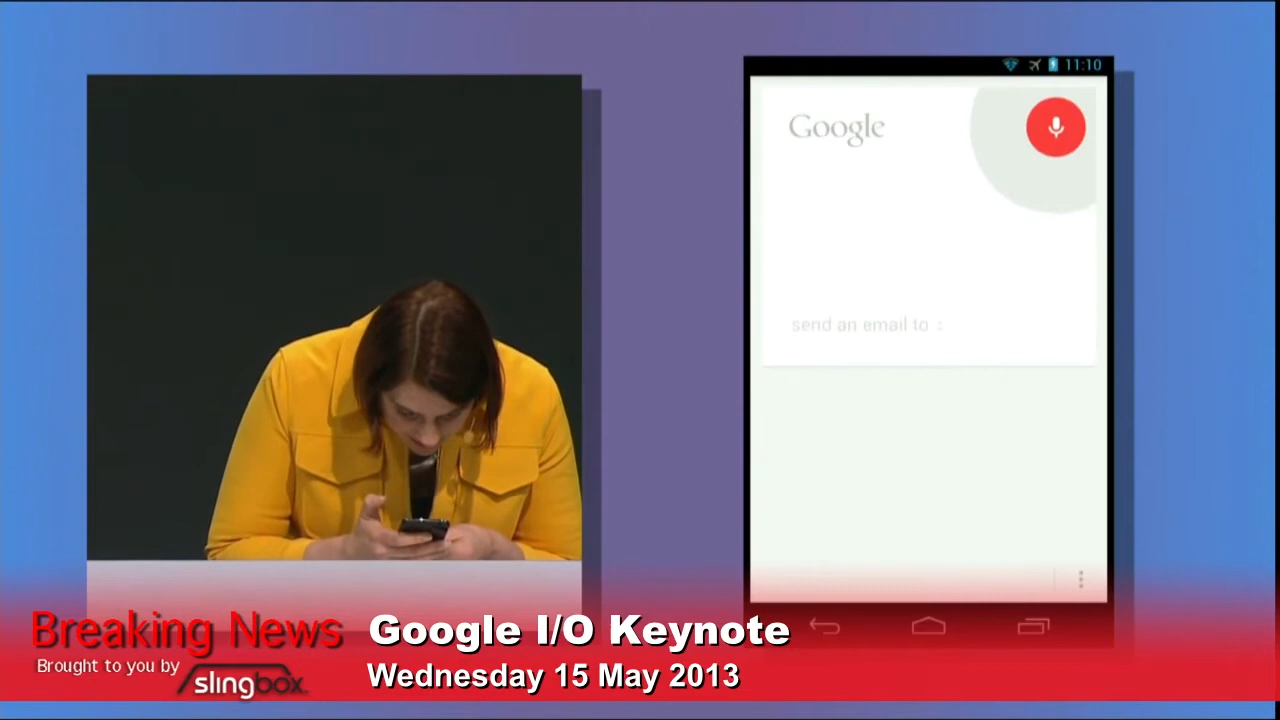 11:10
Google
send an email to :
Breaking News
Google I/O Keynote
Brought to you by
slingbox
Wednesday 15 May 2013